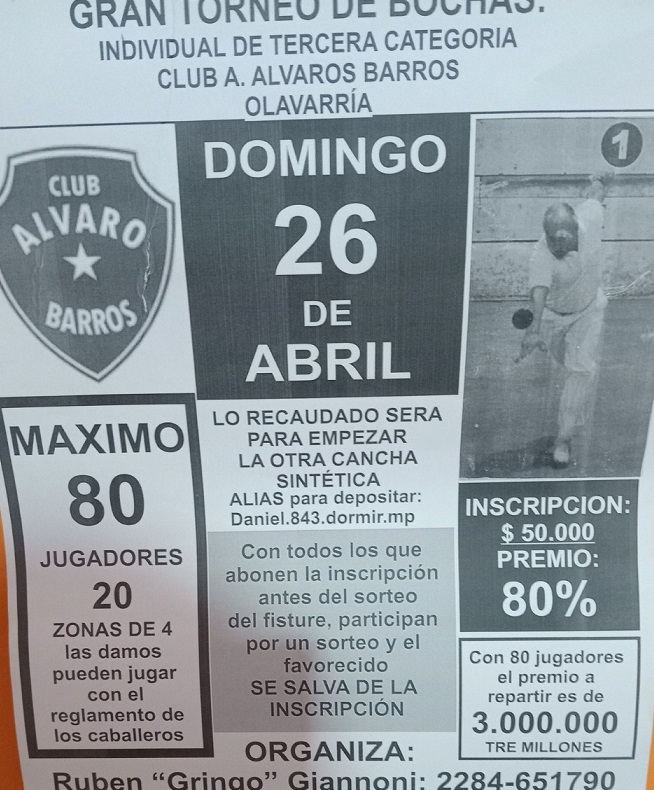 GRAN TORNEO DE BOCHAS.
INDIVIDUAL DE TERCERA CATEGORIA
CLUB A. ALVAROS BARROS
OLAVARRÍA
CLUB
ALVARO
BARROS
DOMINGO
26
DE
ABRIL
1
MAXIMO
80
JUGADORES
20
ZONAS DE 4
las damos
pueden jugar
con el
reglamento de
los caballeros
LO RECAUDADO SERA
PARA EMPEZAR
LA OTRA CANCHA
SINTÉTICA
ALIAS para depositar:
Daniel.843.dormir.mp
Con todos los que
abonen la inscripción
antes del sorteo
del fisture, participan
por un sorteo y el
favorecido
SE SALVA DE LA
INSCRIPCIÓN
INSCRIPCION:
$ 50.000
PREMIO:
80%
Con 80 jugadores
el premio a
repartir es de
3.000.000
TRE MILLONES
ORGANIZA:
Ruben “Gringo” Giannoni: 2284-651790